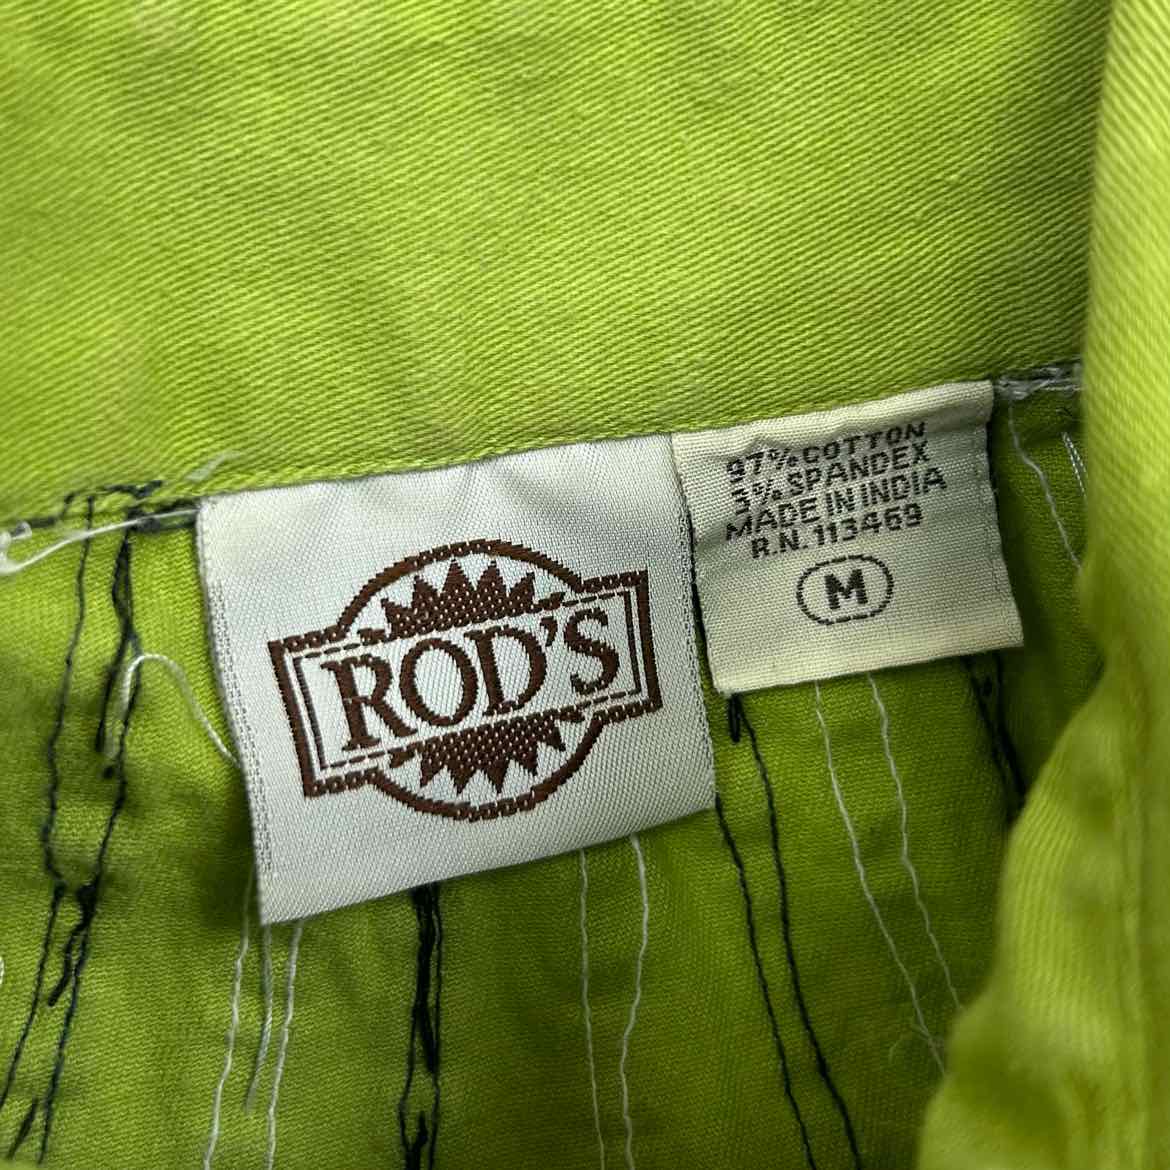 ROD'S
97% COTTON
3% SPANDEX
MADE IN INDIA
R.N. 113469
M